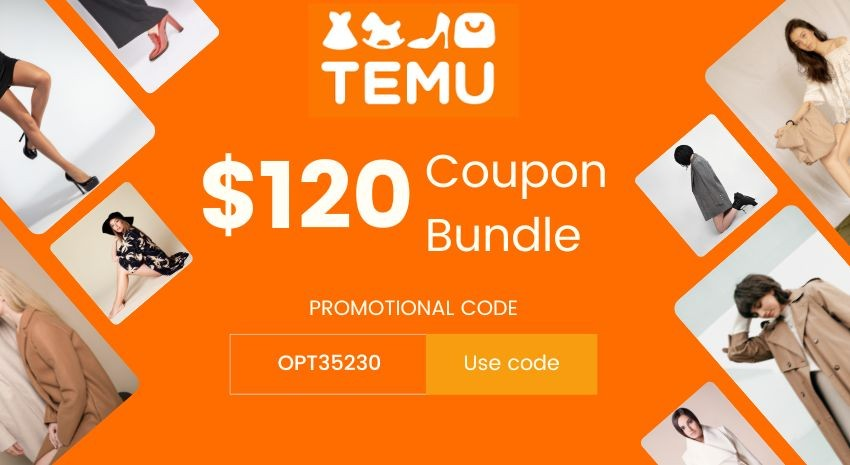 TEMU
$120 Coupon
Bundle
PROMOTIONAL CODE
OPT35230 Use code